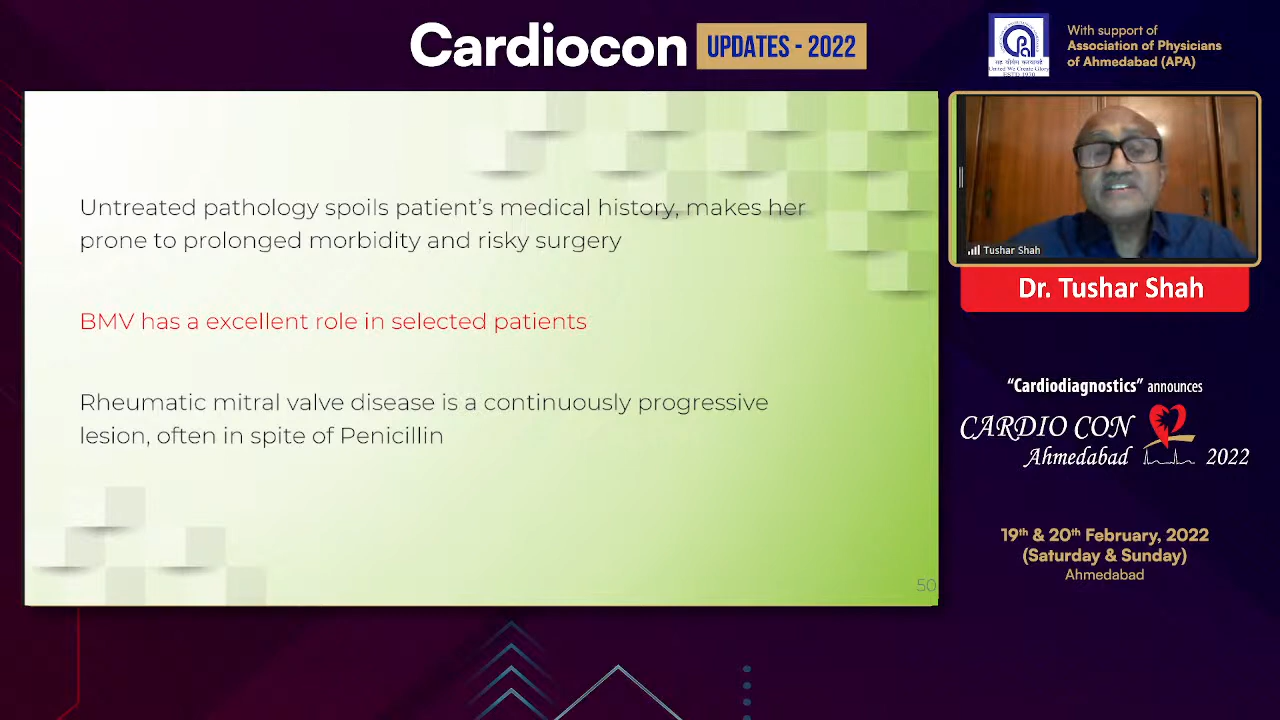 Cardiocon
UPDATES - 2022
With support of
Association of Physicians
of Ahmedabad (APA)
Untreated pathology spoils patient's medical history, makes her
prone to prolonged morbidity and risky surgery
BMV has a excellent role in selected patients
Rheumatic mitral valve disease is a continuously progressive
lesion, often in spite of Penicillin
50
Tushar Shah
Dr. Tushar Shah
"Cardiodiagnostics" announces
CARDIO CON
Ahmedabad 2022
19th & 20th February, 2022
(Saturday & Sunday)
Ahmedabad